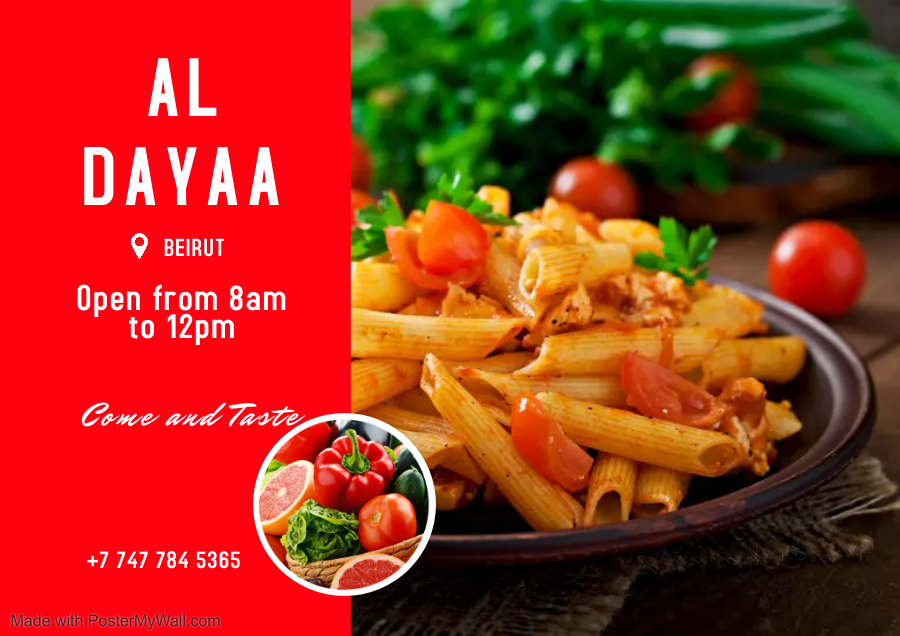 AL
DAYAA
BEIRUT
Open from 8am
to 12pm
Come and Taste
+7 747 784 5365
Made with PosterMyWall.com